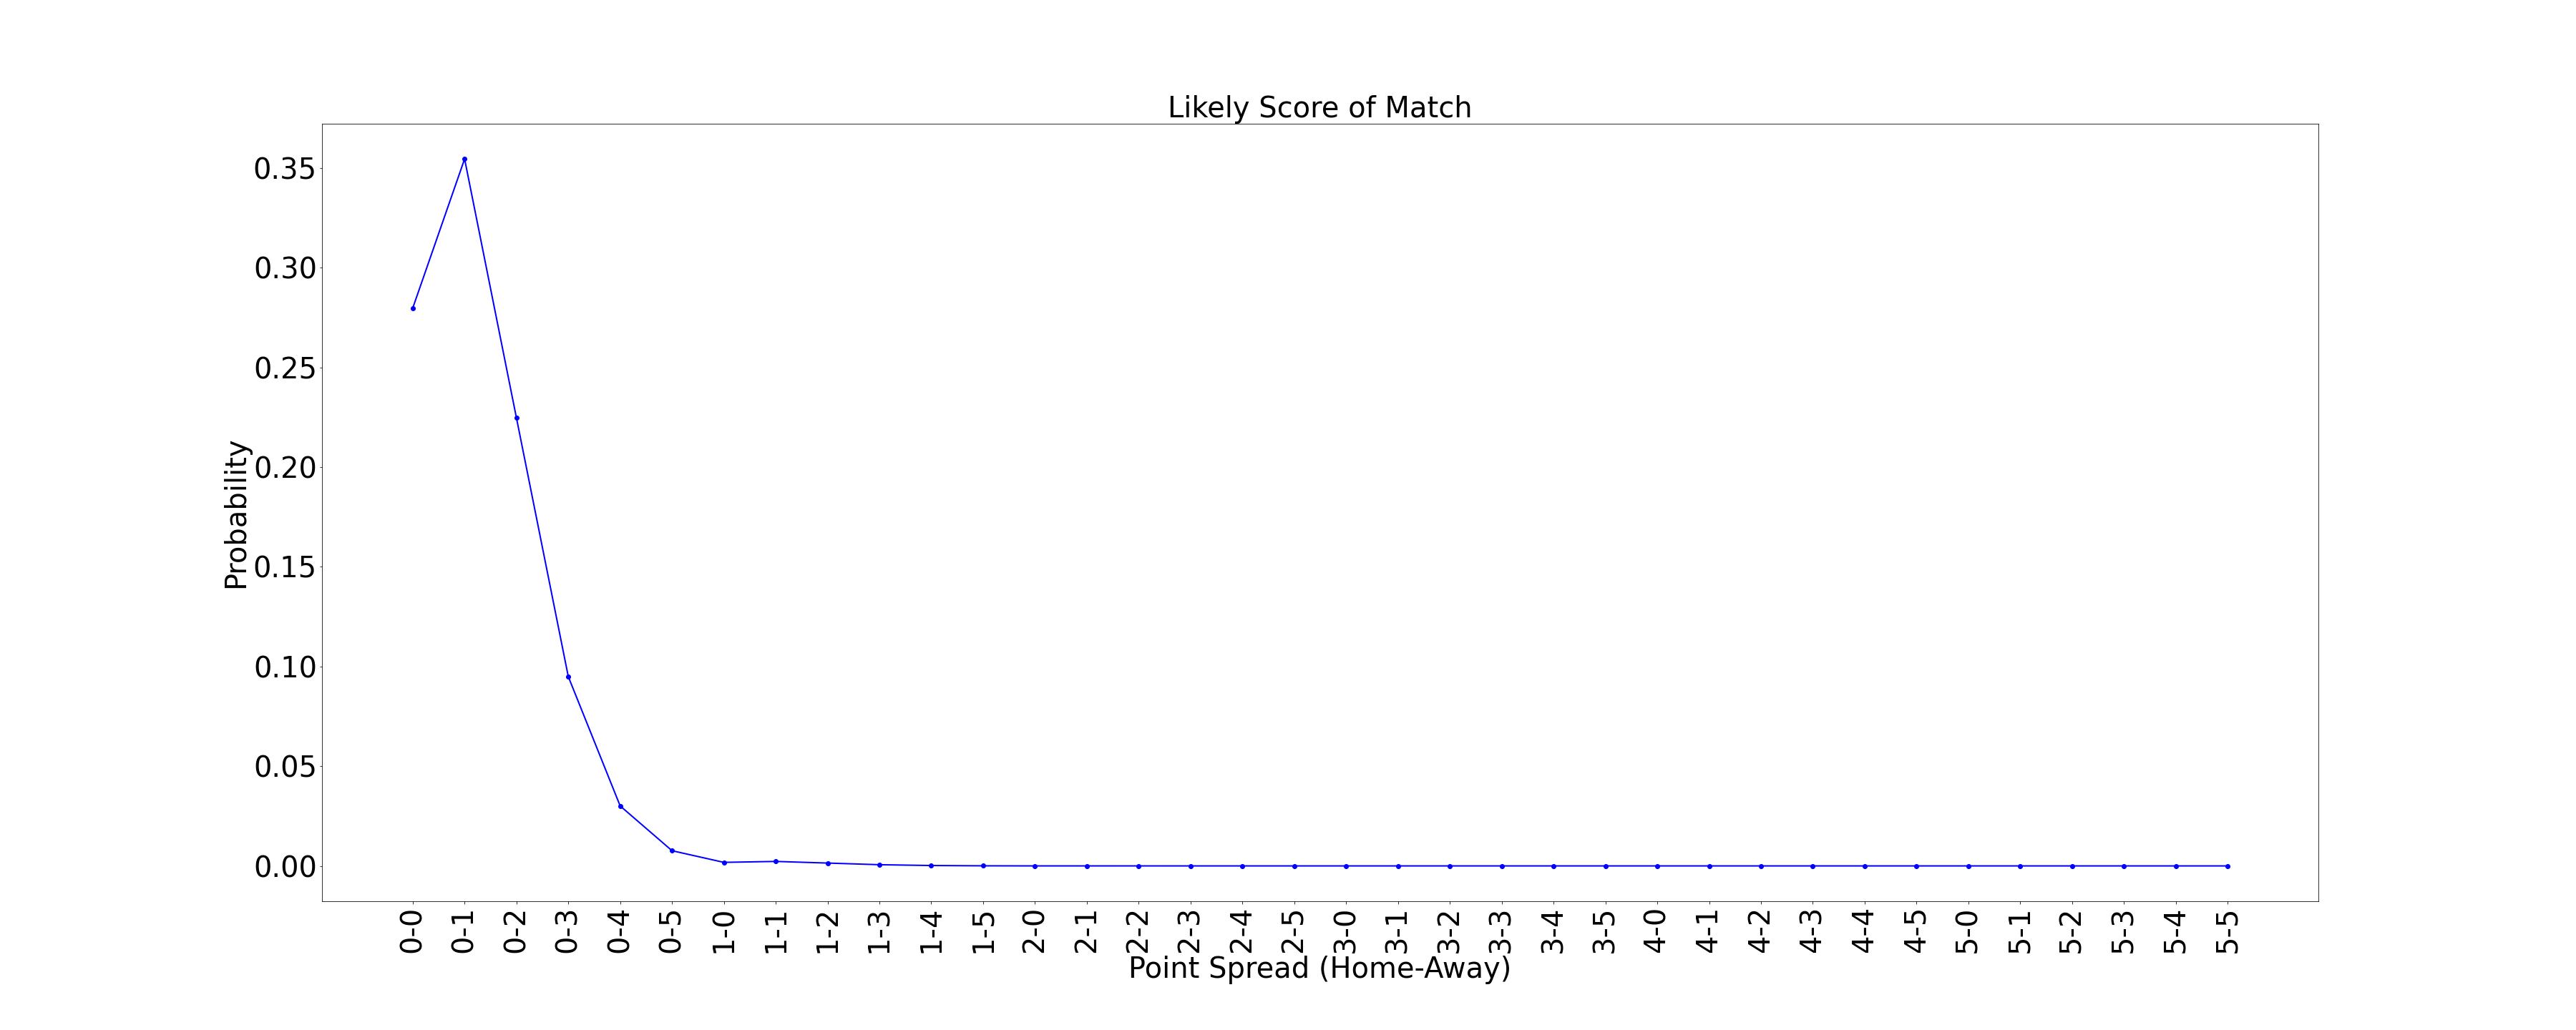 Likely Score of Match
0.35
0.30
0.25
0.20
0.15
0.10
0.05
0.00
Probability
0-0 0-1 0-2 0-3 0-4 0-5 1-0 1-1 1-2 1-3 1-4 1-5 2-0 2-1 2-2 2-3 2-4 2-5 3-0 3-1 3-2 3-3 3-4 3-5 4-0 4-1 4-2 4-3 4-4 4-5 5-0 5-1 5-2 5-3 5-4 5-5
Point Spread (Home-Away)